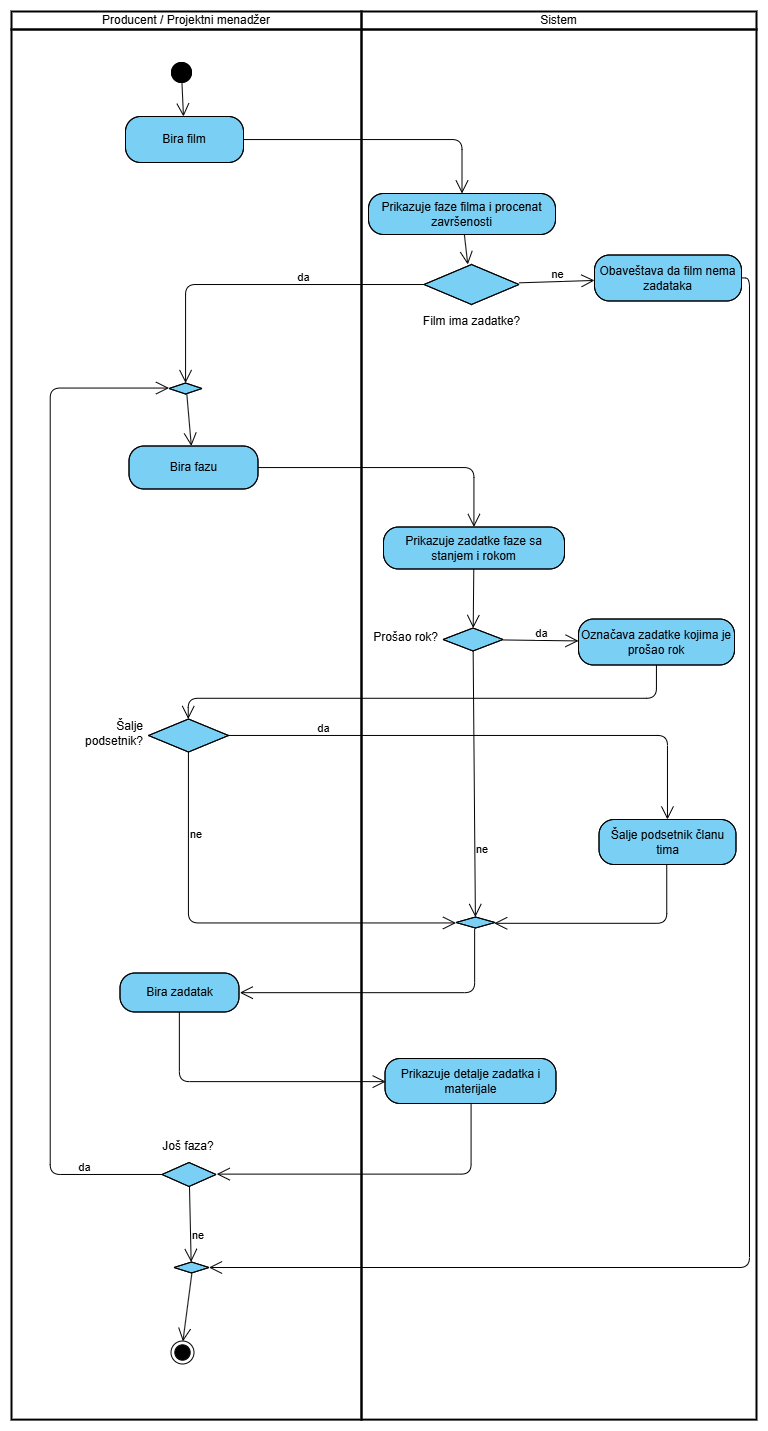 Producent / Projektni menadžer
Sistem
Bira film
Prikazuje faze filma i procenat
završenosti
da
ne
Obaveštava da film nema
zadataka
Film ima zadatke?
Bira fazu
Prikazuje zadatke faze sa
stanjem i rokom
Prošao rok?
da
Označava zadatke kojima je
prošao rok
Šalje
podsetnik?
da
ne
ne
Šalje podsetnik članu
tima
Bira zadatak
Prikazuje detalje zadatka i
materijale
Još faza?
da
ne